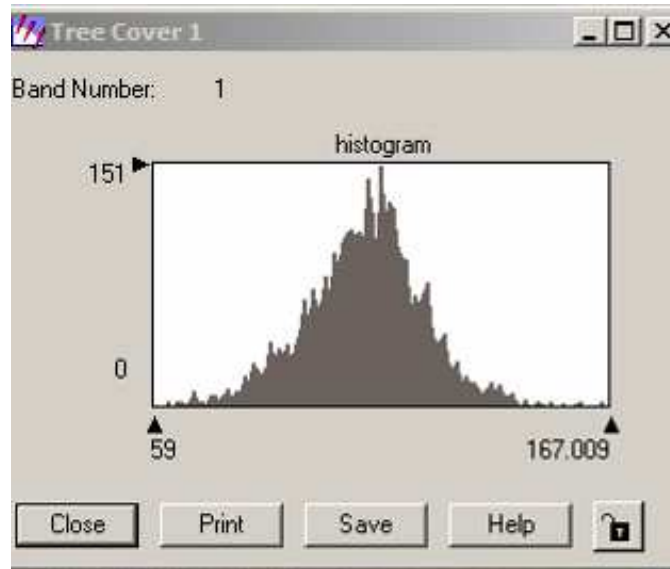 Tree Cover 1
Band Number: 1
histogram
151
0
59 167.009
Close Print Save Help